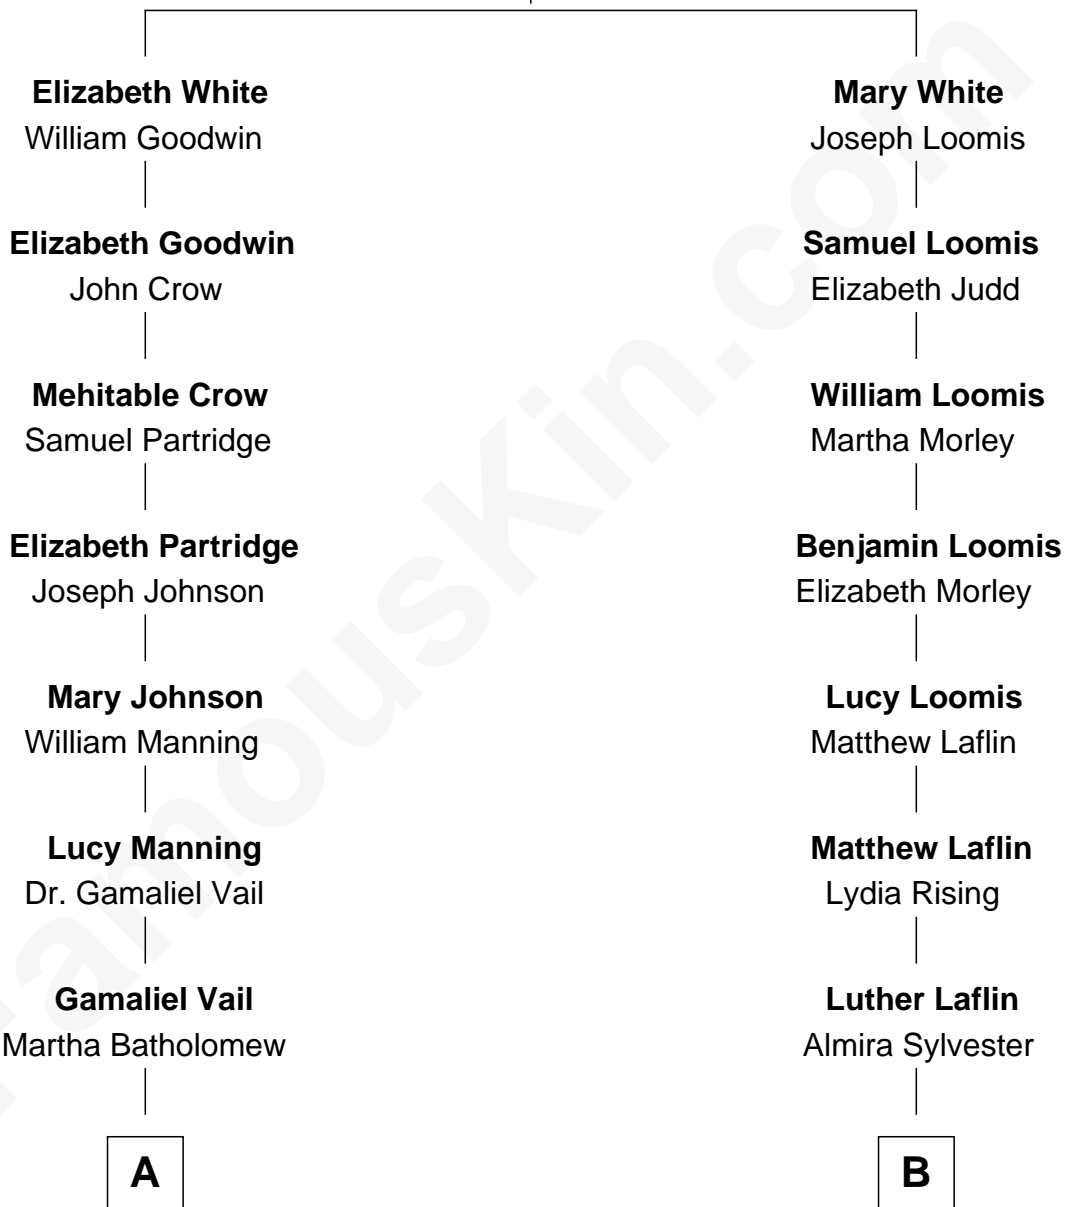 Elizabeth White
William Goodwin
Mary White
Joseph Loomis
Elizabeth Goodwin
John Crow
Samuel Loomis
Elizabeth Judd
Mehitable Crow
Samuel Partridge
William Loomis
Martha Morley
Elizabeth Partridge
Joseph Johnson
Benjamin Loomis
Elizabeth Morley
Mary Johnson
William Manning
Lucy Loomis
Matthew Laflin
Lucy Manning
Dr. Gamaliel Vail
Matthew Laflin
Lydia Rising
Gamaliel Vail
Martha Batholomew
Luther Laflin
Almira Sylvester
A
B
FamousKin.com